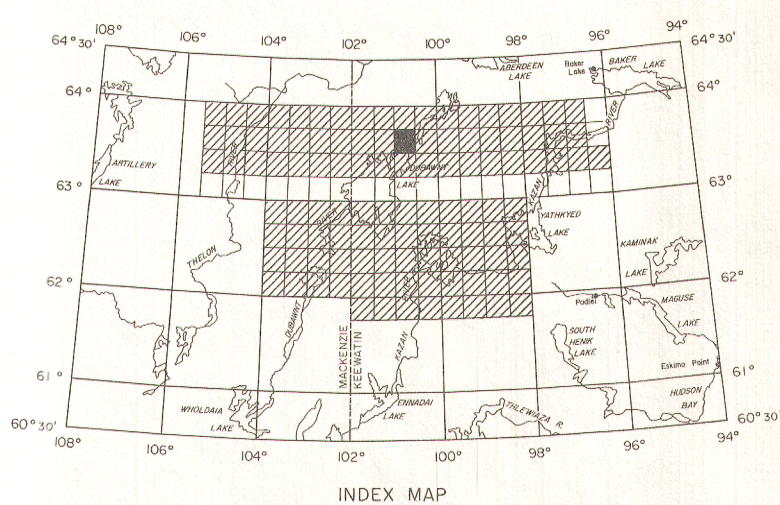 108°
106°
104°
102°
100°
98°
96°
94°
64° 30'
64° 30'
ABERDEEN
LAKE
Baker
Lake
BAKER LAKE
64°
64°
RIVER
RIVER
ARTILLERY
LAKE
DUBAWNT
LAKE
63°
63°
KAZAN
RIVER
YATHKYED
LAKE
KAMINAK
LAKE
THELON
62°
62°
RIVER
Padlei
MAGUSE
LAKE
DUBAWNT
MACKENZIE
KEEWATIN
KAZAN
SOUTH
HENIK
LAKE
Eskimo Point
61°
61°
HUDSON
BAY
WHOLDAIA
LAKE
ENNADAI
LAKE
THLEWIAZA R.
60° 30'
60° 30'
108°
106°
104°
102°
100°
98°
96°
94°
INDEX MAP